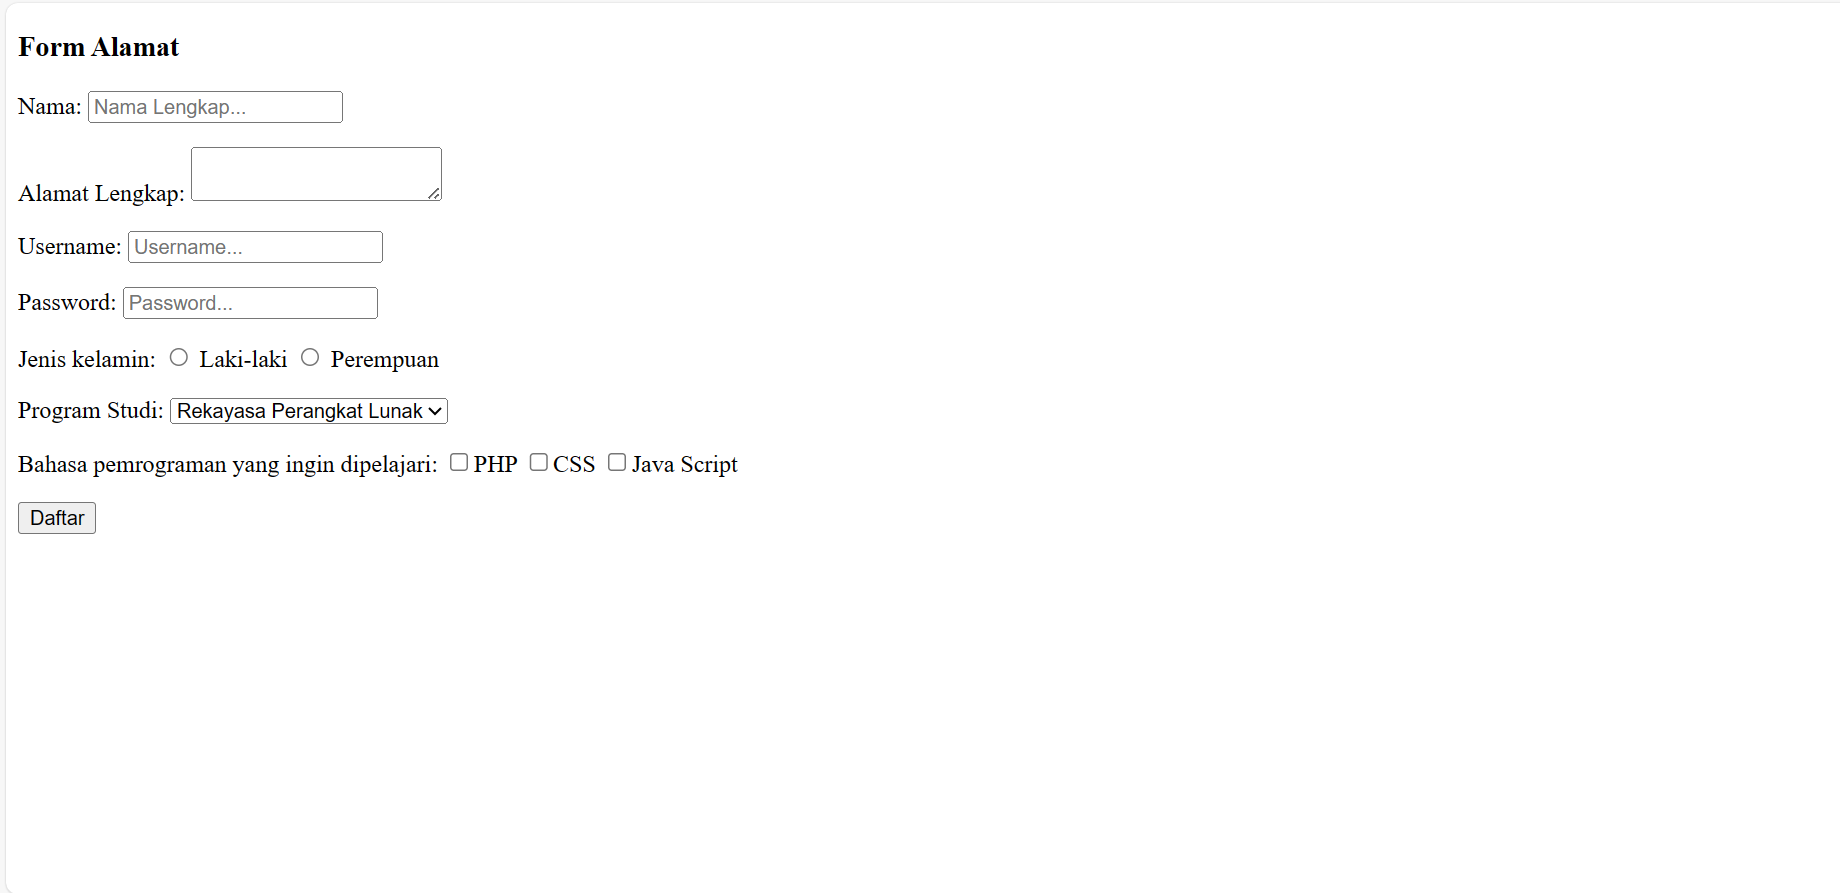 Form Alamat
Nama: Nama Lengkap...
Alamat Lengkap:
Username: Username...
Password: Password...
Jenis kelamin: Laki-laki Perempuan
Program Studi: Rekayasa Perangkat Lunak
Bahasa pemrograman yang ingin dipelajari: PHP CSS Java Script
Daftar